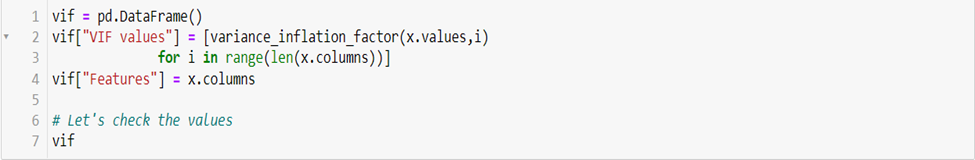 1 vif = pd.DataFrame()
2 vif["VIF values"] = [variance_inflation_factor(x.values,i)
3 for i in range(len(x.columns))]
4 vif["Features"] = x.columns
5
6 # Let's check the values
7 vif